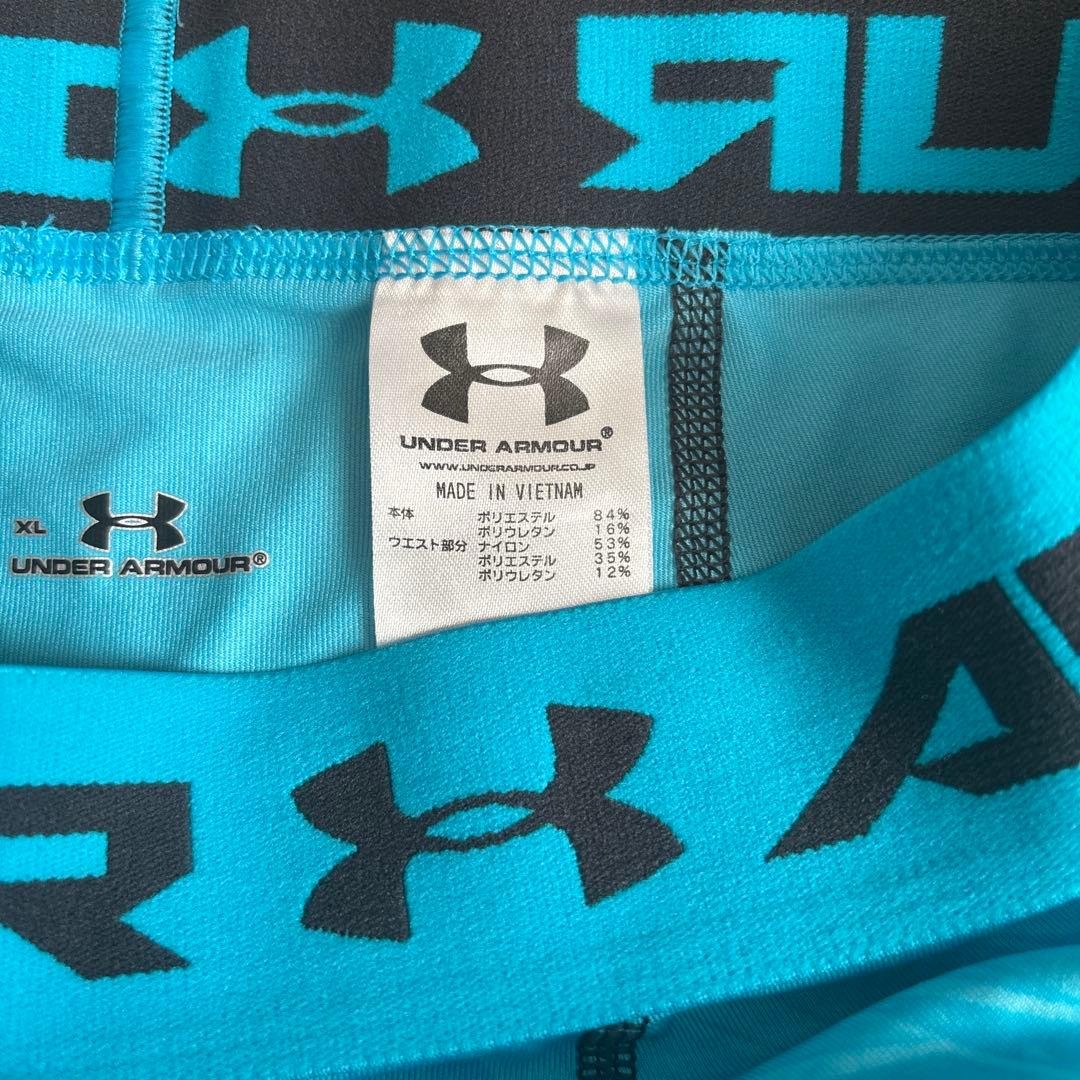 XL
UNDER ARMOUR®
UNDER ARMOUR®
WWW.UNDERARMOUR.CO.JP
MADE IN VIETNAM
本体 ポリエステル 84%
ポリウレタン 16%
ウエスト部分 ナイロン 53%
ポリエステル 35%
ポリウレタン 12%